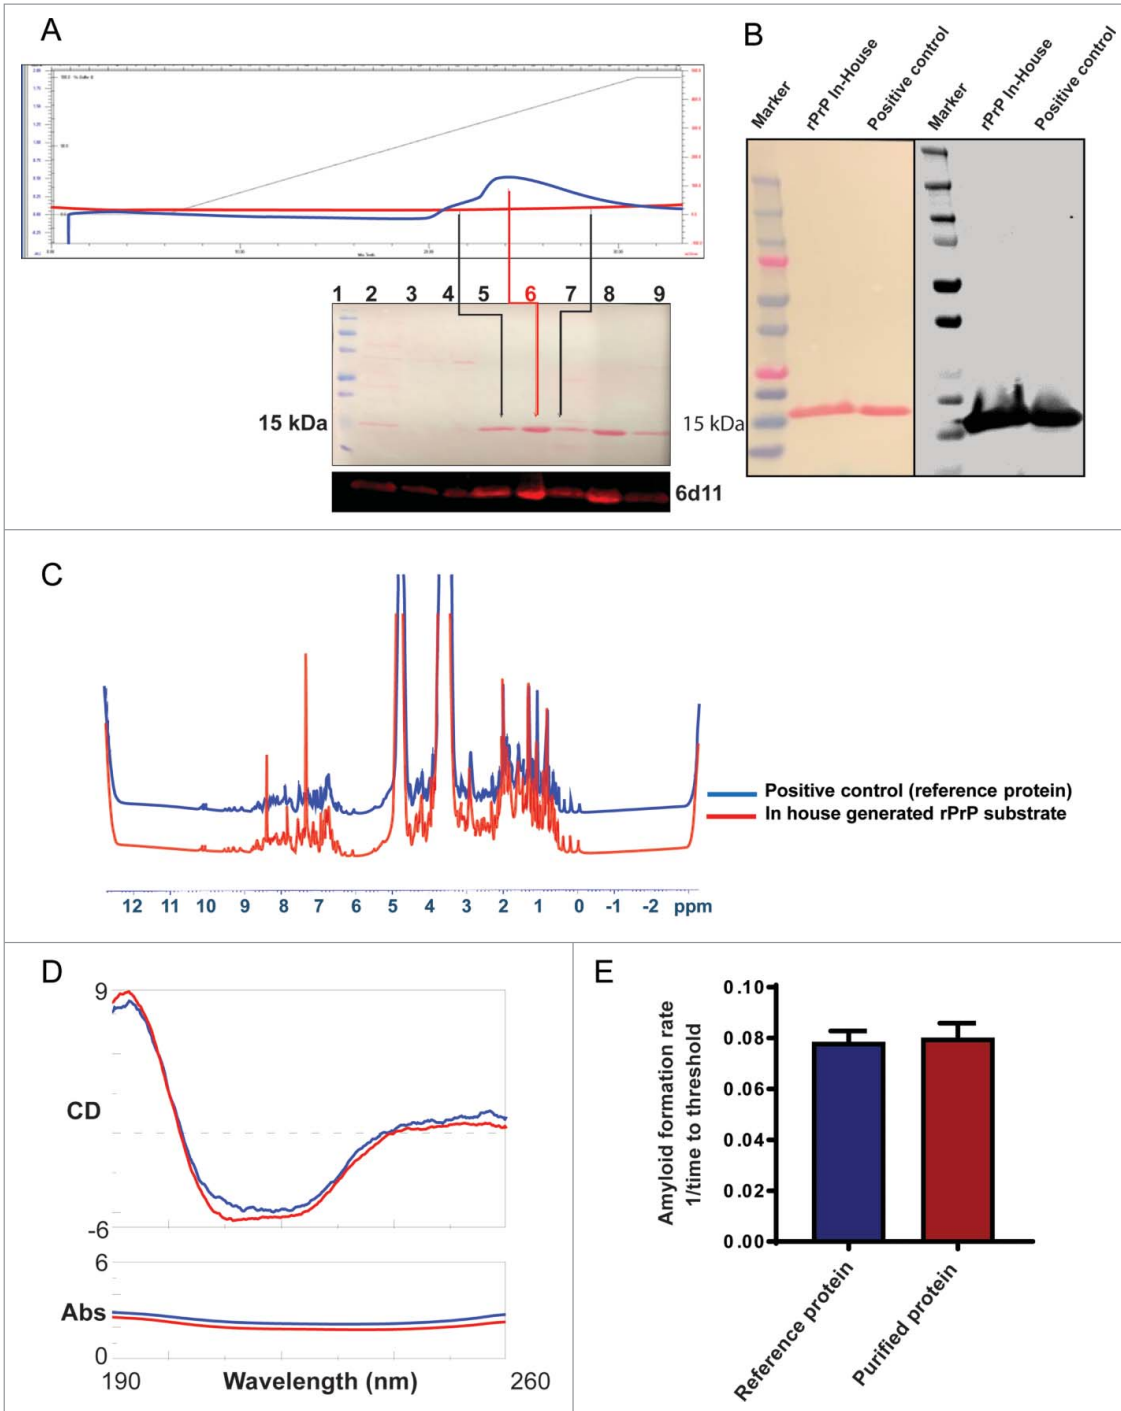 A
1 2 3 4 5 6 7 8 9
15 kDa
6d11
B
Marker
rPrP In-House
Positive control
Marker
rPrP In-House
Positive control
15 kDa
C
Positive control (reference protein)
In house generated rPrP substrate
12 11 10 9 8 7 6 5 4 3 2 1 0 -1 -2 ppm
D
9
CD
-6
6
Abs
0
190 Wavelength (nm) 260
E
Amyloid formation rate
1/time to threshold
0.10
0.08
0.06
0.04
0.02
0.00
Reference protein
Purified protein